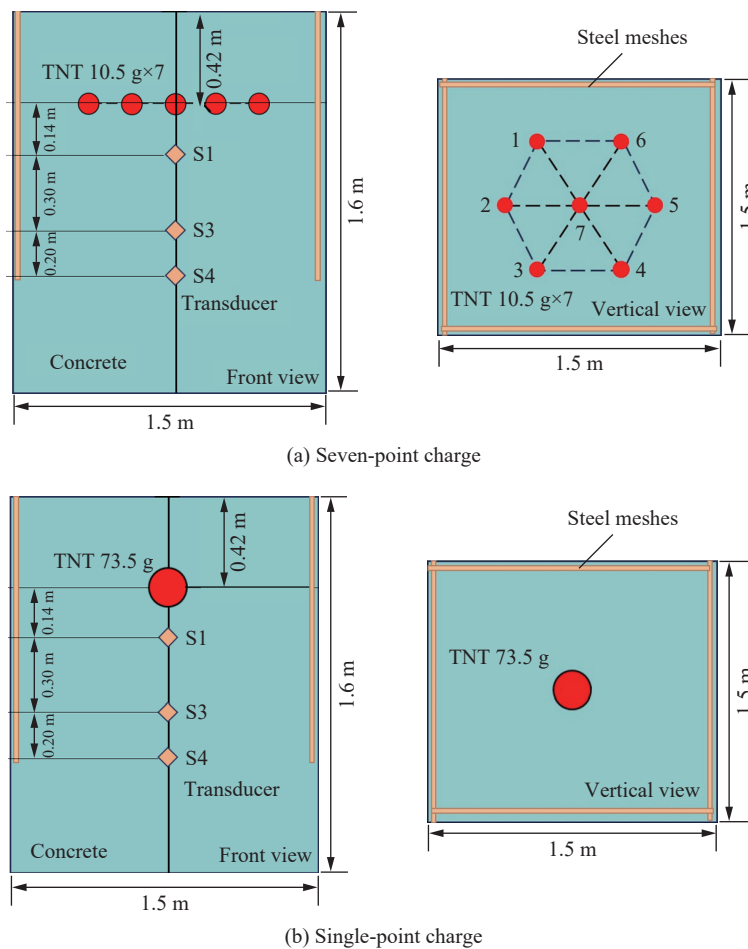 0.42 m
TNT 10.5 g×7
0.14 m
S1
0.30 m
S3
0.20 m
S4
Transducer
Concrete
Front view
1.6 m
1.5 m
Steel meshes
1
6
2
5
7
3
4
TNT 10.5 g×7
Vertical view
1.5 m
1.5 m
(a) Seven-point charge
0.42 m
TNT 73.5 g
0.14 m
S1
0.30 m
S3
0.20 m
S4
Transducer
Concrete
Front view
1.6 m
1.5 m
Steel meshes
TNT 73.5 g
Vertical view
1.5 m
1.5 m
(b) Single-point charge